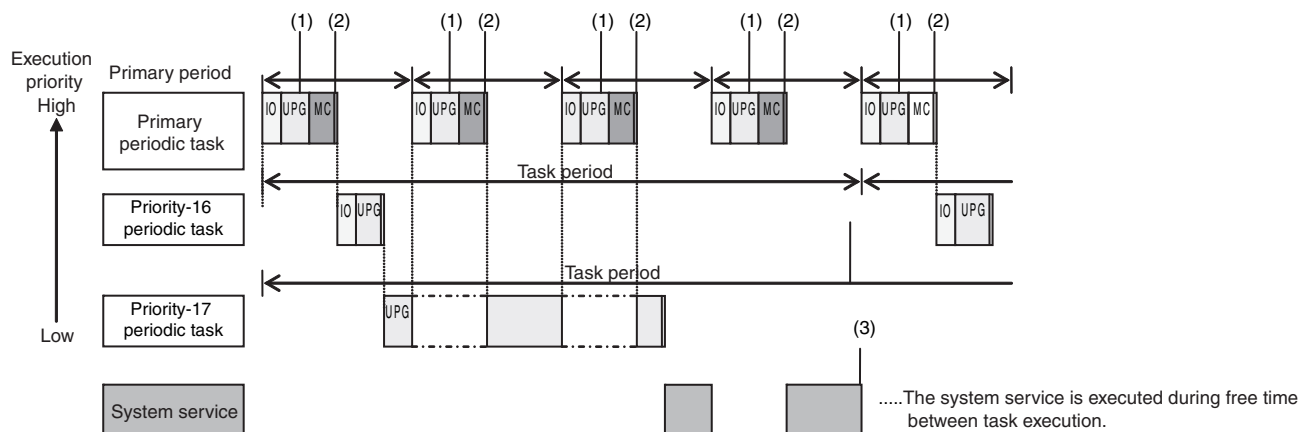 (1) (2) (1) (2) (1) (2) (1) (2) (1) (2)
Execution
priority
High
Primary period
IO UPG MC IO UPG MC IO UPG MC IO UPG MC IO UPG MC
Primary
periodic task
Task period
Priority-16
periodic task
IO UPG IO UPG
Task period
Priority-17
periodic task
UPG
Low
(3)
System service
.....The system service is executed during free time
between task execution.